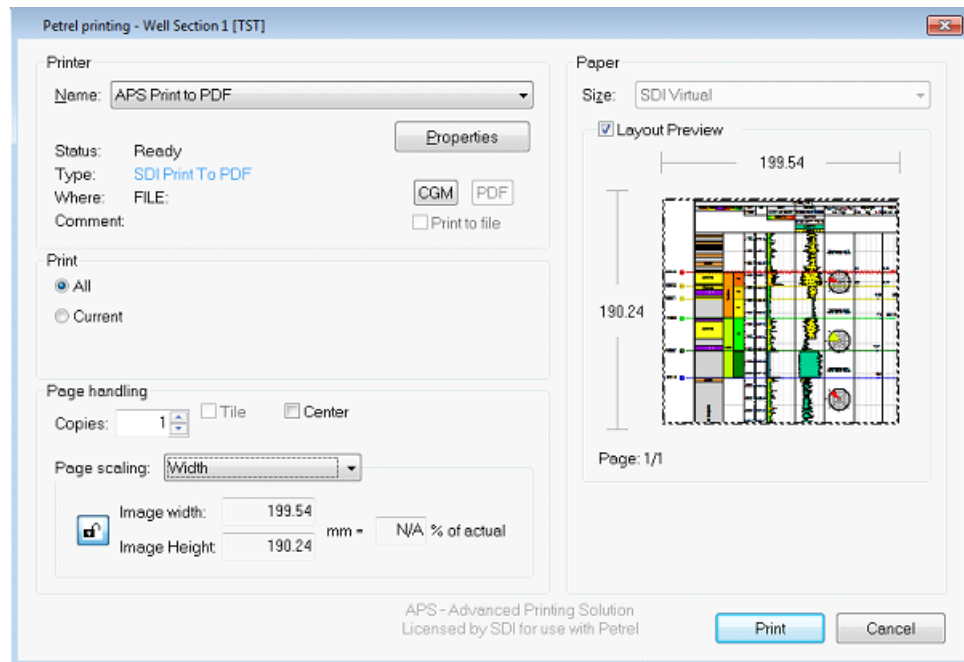 Petrel printing - Well Section 1 [TST]
Printer
Name: APS Print to PDF
Properties
Status: Ready
Type: SDI Print To PDF
Where: FILE:
CGM PDF
Comment:
Print to file
Print
All
Current
Page handling
Copies: 1 Tile Center
Page scaling: Width
Image width: 199.54
mm = N/A % of actual
Image Height: 190.24
Paper
Size: SDI Virtual
Layout Preview
199.54
190.24
Page: 1/1
APS - Advanced Printing Solution
Licensed by SDI for use with Petrel
Print Cancel